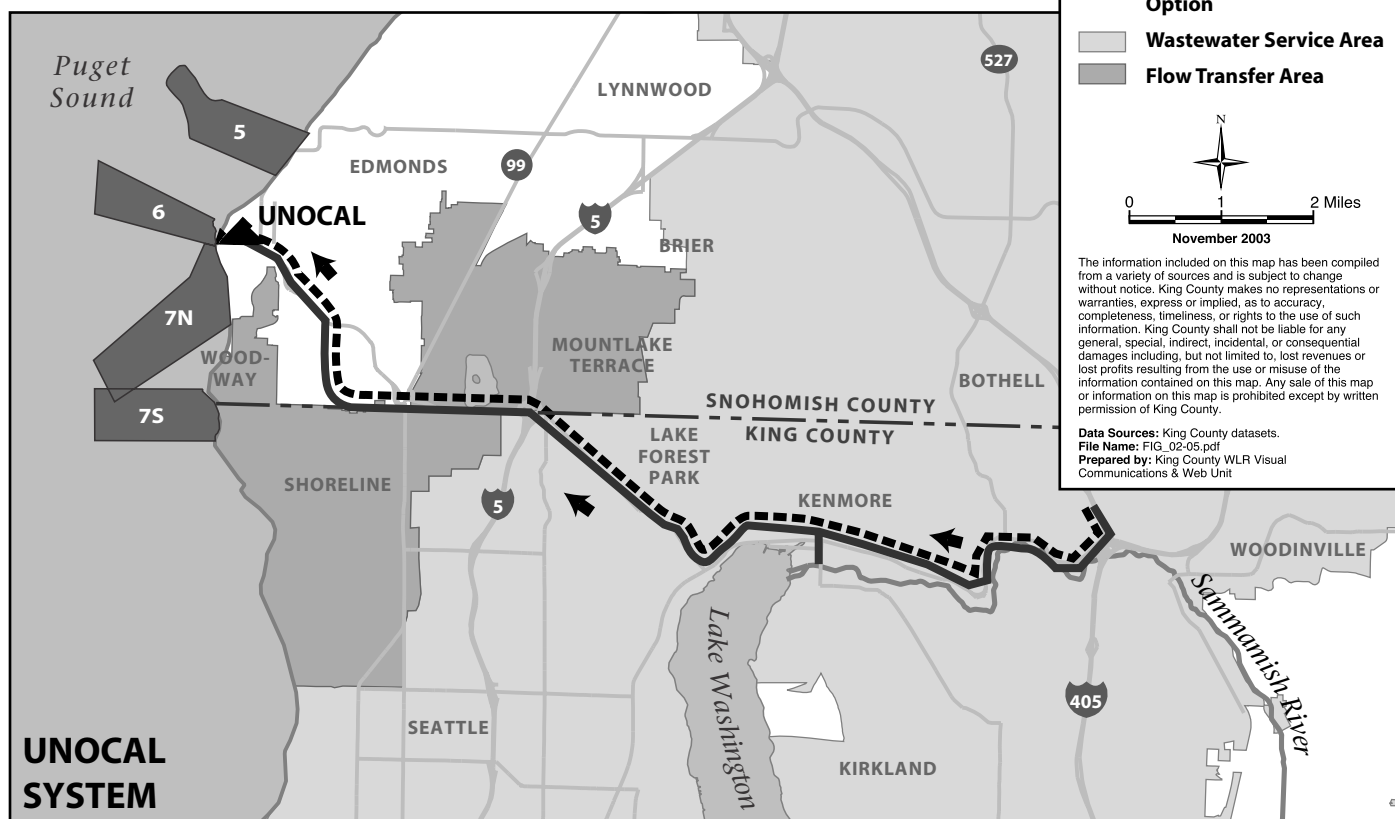 Option
Wastewater Service Area
Flow Transfer Area
N
0 1 2 Miles
November 2003
The information included on this map has been compiled
from a variety of sources and is subject to change
without notice. King County makes no representations or
warranties, express or implied, as to accuracy,
completeness, timeliness, or rights to the use of such
information. King County shall not be liable for any
general, special, indirect, incidental, or consequential
damages including, but not limited to, lost revenues or
lost profits resulting from the use or misuse of the
information contained on this map. Any sale of this map
or information on this map is prohibited except by written
permission of King County.
Data Sources: King County datasets.
File Name: FIG_02-05.pdf
Prepared by: King County WLR Visual
Communications & Web Unit
Puget
Sound
5
6
7N
7S
UNOCAL
LYNNWOOD
527
EDMONDS
99
5
BRIER
WOOD-
WAY
MOUNTLAKE
TERRACE
BOTHELL
SNOHOMISH COUNTY
KING COUNTY
LAKE
FOREST
PARK
SHORELINE
5
KENMORE
WOODINVILLE
Sammamish River
Lake Washington
405
SEATTLE
KIRKLAND
UNOCAL
SYSTEM